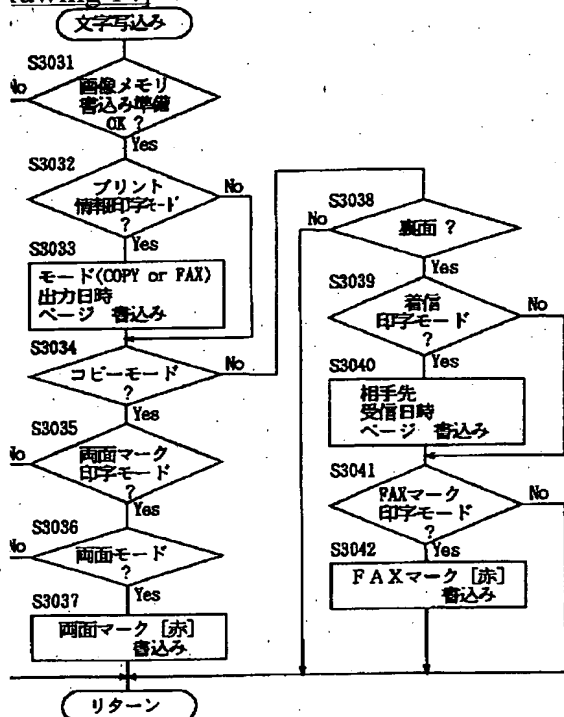 文字写込み
S3031
No
画像メモリ
書込み準備
OK ?
Yes
S3032
プリント
情報印字モード
?
No
Yes
S3033
モード(COPY or FAX)
出力日時
ページ 書込み
S3034
コピーモード
?
No
Yes
S3035
両面マーク
印字モード
?
No
Yes
S3036
両面モード
?
No
Yes
S3037
両面マーク [赤]
書込み
リターン
S3038
No
裏面 ?
Yes
S3039
着信
印字モード
?
No
Yes
S3040
相手先
受信日時
ページ 書込み
S3041
FAXマーク
印字モード
?
No
Yes
S3042
FAXマーク [赤]
書込み